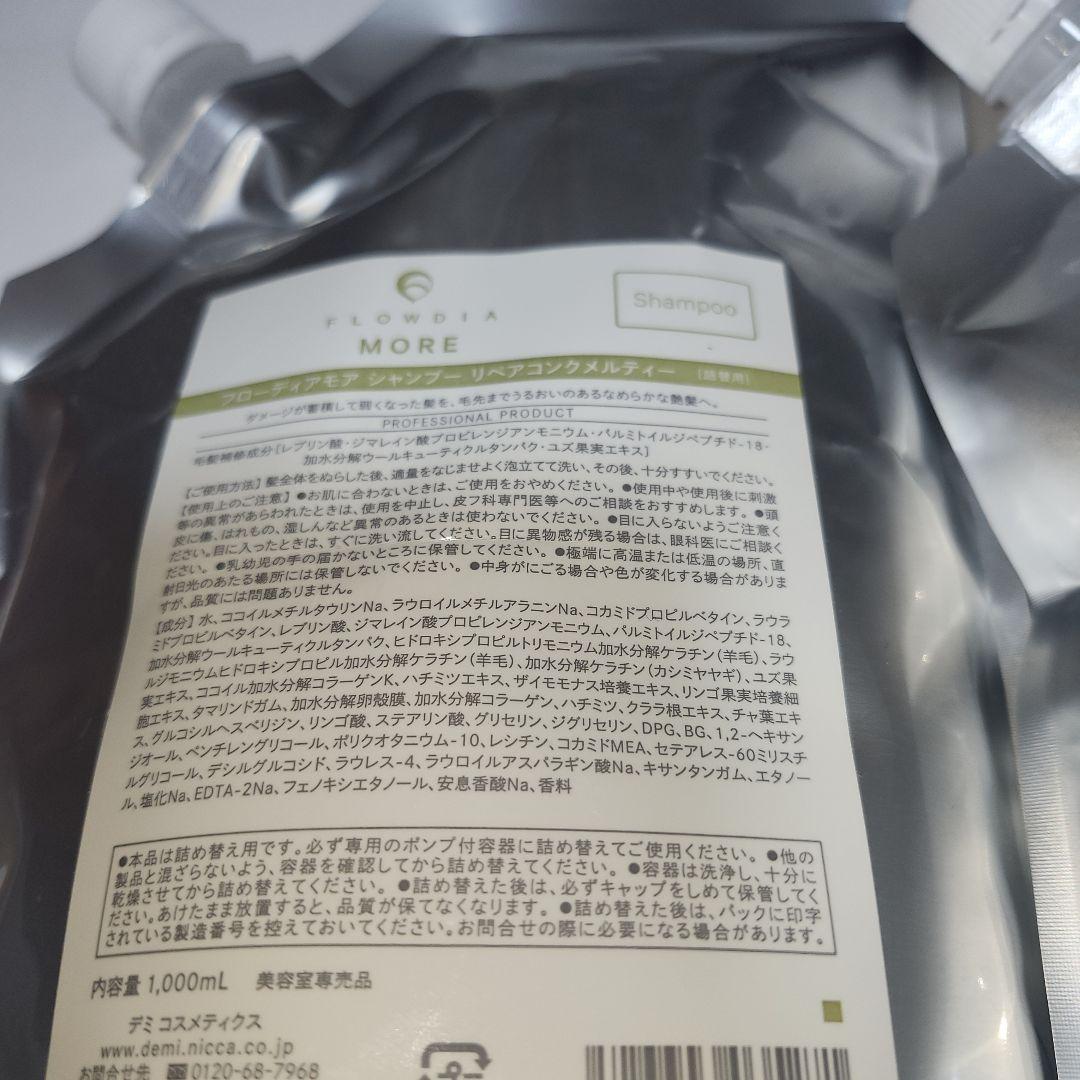 FLOWDIA
MORE
Shampoo
フローディアモア シャンプー リペアコンクメルティー [詰替用]
ダメージが蓄積して弱くなった髪を、毛先までうるおいのあるなめらかな艶髪へ。
PROFESSIONAL PRODUCT
毛髪補修成分[レブリン酸・ジマレイン酸プロピレンジアンモニウム・パルミトイルジペプチド-18・
加水分解ウールキューティクルタンパク・ユズ果実エキス]
【ご使用方法】髪全体をぬらした後、適量をなじませよく泡立てて洗い、その後、十分すすいでください。
【使用上のご注意】●お肌に合わないときは、ご使用をおやめください。●使用中や使用後に刺激
等の異常があらわれたときは、使用を中止し、皮フ科専門医等へのご相談をおすすめします。●頭
皮に傷、はれもの、湿しんなど異常のあるときは使わないでください。●目に入らないようご注意く
ださい。目に入ったときは、すぐに洗い流してください。目に異物感が残る場合は、眼科医にご相談く
ださい。●乳幼児の手の届かないところに保管してください。●極端に高温または低温の場所、直
射日光のあたる場所には保管しないでください。●中身がにごる場合や色が変化する場合がありま
すが、品質には問題ありません。
【成分】水、ココイルメチルタウリンNa、ラウロイルメチルアラニンNa、コカミドプロピルベタイン、ラウラ
ミドプロピルベタイン、レブリン酸、ジマレイン酸プロピレンジアンモニウム、パルミトイルジペプチド-18、
加水分解ウールキューティクルタンパク、ヒドロキシプロピルトリモニウム加水分解ケラチン(羊毛)、ラウ
ルジモニウムヒドロキシプロピル加水分解ケラチン(羊毛)、加水分解ケラチン(カシミヤヤギ)、ユズ果
実エキス、ココイル加水分解コラーゲンK、ハチミツエキス、ザイモモナス培養エキス、リンゴ果実培養細
胞エキス、タマリンドガム、加水分解卵殻膜、加水分解コラーゲン、ハチミツ、クララ根エキス、チャ葉エキ
ス、グルコシルヘスペリジン、リンゴ酸、ステアリン酸、グリセリン、ジグリセリン、DPG、BG、1,2-ヘキサン
ジオール、ペンチレングリコール、ポリクオタニウム-10、レシチン、コカミドMEA、セテアレス-60ミリスチ
ルグリコール、デシルグルコシド、ラウレス-4、ラウロイルアスパラギン酸Na、キサンタンガム、エタノー
ル、塩化Na、EDTA-2Na、フェノキシエタノール、安息香酸Na、香料
●本品は詰め替え用です。必ず専用のポンプ付容器に詰め替えてご使用ください。●他の
製品と混ざらないよう、容器を確認してから詰め替えてください。●容器は洗浄し、十分に
乾燥させてから詰め替えてください。●詰め替えた後は、必ずキャップをしめて保管してく
ださい。あけたまま放置すると、品質が保てなくなります。●詰め替えた後は、パックに印字
されている製造番号を控えておいてください。お問合せの際に必要になる場合があります。
内容量 1,000mL 美容室専売品
デミ コスメティクス
www.demi.nicca.co.jp
お問合せ先 0120-68-7968